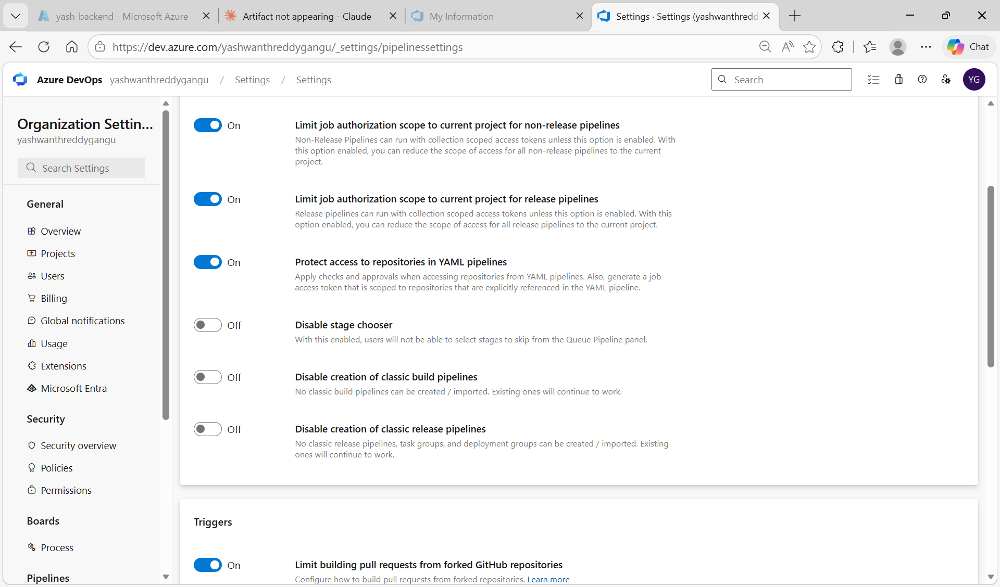 yash-backend - Microsoft Azure
Artifact not appearing - Claude
My Information
Settings · Settings (yashwanthredd
https://dev.azure.com/yashwanthreddygangu/_settings/pipelinessettings
Chat
Azure DevOps yashwanthreddygangu / Settings / Settings
Search
YG
Organization Settin...
yashwanthreddygangu
Search Settings
General
Overview
Projects
Users
Billing
Global notifications
Usage
Extensions
Microsoft Entra
Security
Security overview
Policies
Permissions
Boards
Process
Pipelines
On
Limit job authorization scope to current project for non-release pipelines
Non-Release Pipelines can run with collection scoped access tokens unless this option is enabled. With
this option enabled, you can reduce the scope of access for all non-release pipelines to the current
project.
On
Limit job authorization scope to current project for release pipelines
Release pipelines can run with collection scoped access tokens unless this option is enabled. With this
option enabled, you can reduce the scope of access for all release pipelines to the current project.
On
Protect access to repositories in YAML pipelines
Apply checks and approvals when accessing repositories from YAML pipelines. Also, generate a job
access token that is scoped to repositories that are explicitly referenced in the YAML pipeline.
Off
Disable stage chooser
With this enabled, users will not be able to select stages to skip from the Queue Pipeline panel.
Off
Disable creation of classic build pipelines
No classic build pipelines can be created / imported. Existing ones will continue to work.
Off
Disable creation of classic release pipelines
No classic release pipelines, task groups, and deployment groups can be created / imported. Existing
ones will continue to work.
Triggers
On
Limit building pull requests from forked GitHub repositories
Configure how to build pull requests from forked repositories. Learn more